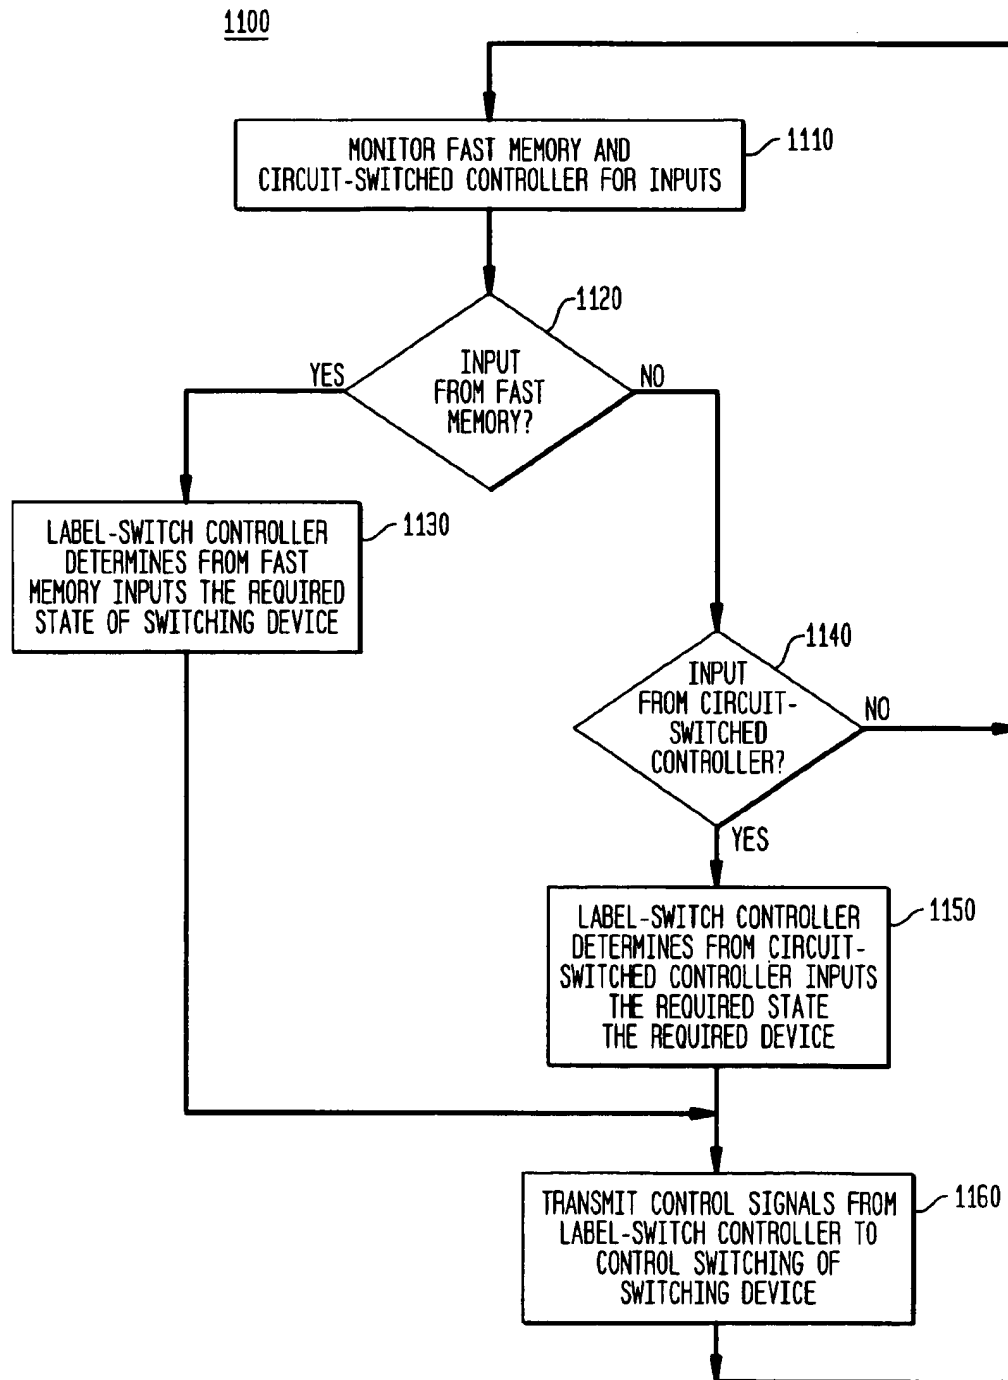 1100
MONITOR FAST MEMORY AND
CIRCUIT-SWITCHED CONTROLLER FOR INPUTS
1110
1120
INPUT
FROM FAST
MEMORY?
YES
NO
LABEL-SWITCH CONTROLLER
DETERMINES FROM FAST
MEMORY INPUTS THE REQUIRED
STATE OF SWITCHING DEVICE
1130
1140
INPUT
FROM CIRCUIT-
SWITCHED
CONTROLLER?
NO
YES
LABEL-SWITCH CONTROLLER
DETERMINES FROM CIRCUIT-
SWITCHED CONTROLLER INPUTS
THE REQUIRED STATE
THE REQUIRED DEVICE
1150
TRANSMIT CONTROL SIGNALS FROM
LABEL-SWITCH CONTROLLER TO
CONTROL SWITCHING OF
SWITCHING DEVICE
1160